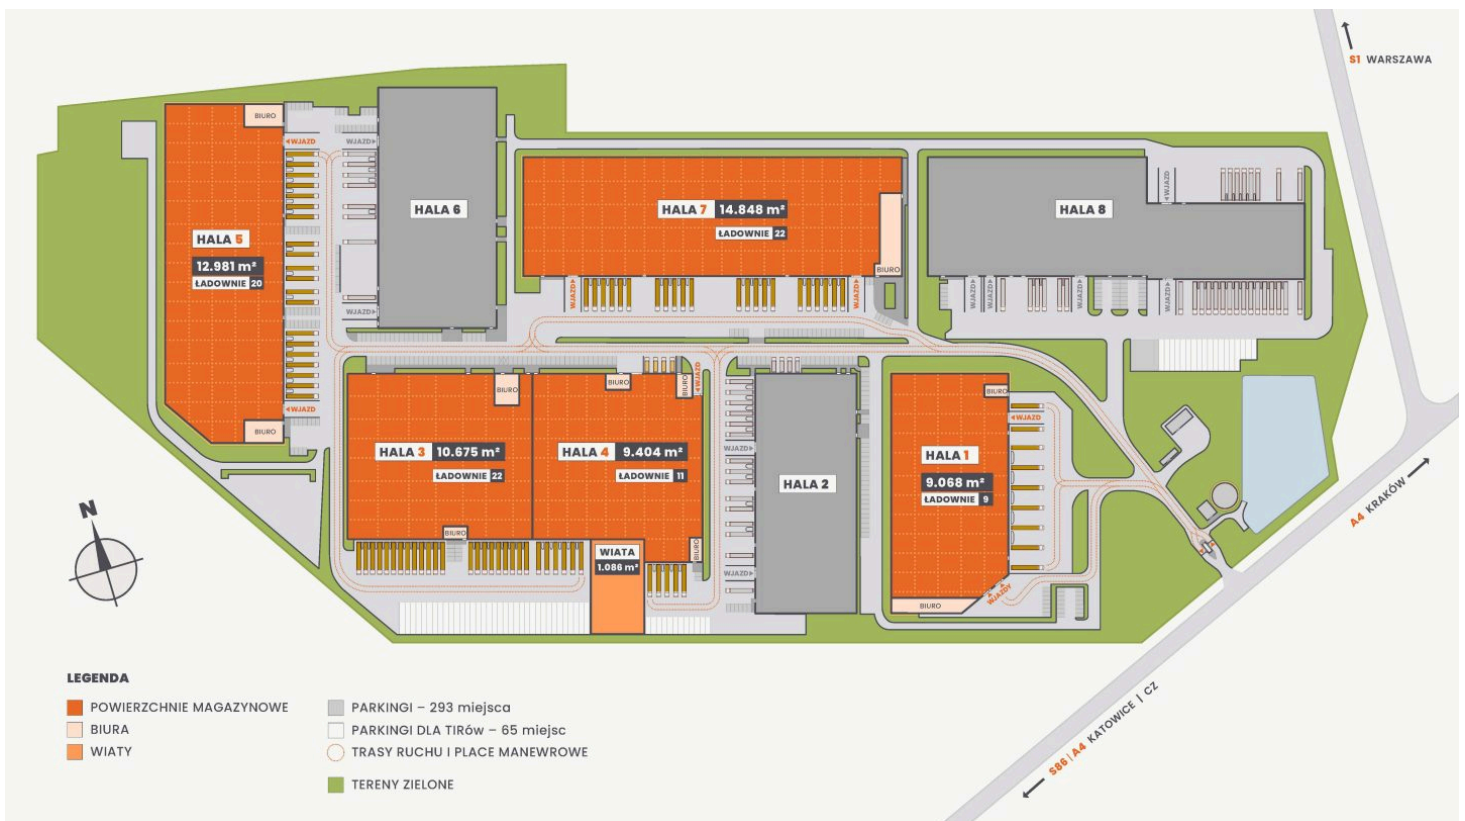 S1 WARSZAWA
BIURO
WJAZD
WJAZD
HALA 6
HALA 5
12.981 m²
ŁADOWNIE 20
WJAZD
WJAZD
BIURO
HALA 7 14.848 m²
ŁADOWNIE 22
BIURO
WJAZD
WJAZD
HALA 8
WJAZD
WJAZD
WJAZD
WJAZD
WJAZD
BIURO
BIURO
BIURO
WJAZD
HALA 3 10.675 m²
ŁADOWNIE 22
BIURO
HALA 4 9.404 m²
ŁADOWNIE 11
BIURO
WIATA
1.086 m²
WJAZD
WJAZD
HALA 2
BIURO
WJAZD
HALA 1
9.068 m²
ŁADOWNIE 9
BIURO
WJAZDY
A4 KRAKÓW
S86 | A4 KATOWICE | CZ
N
LEGENDA
POWIERZCHNIE MAGAZYNOWE
BIURA
WIATY
PARKINGI – 293 miejsca
PARKINGI DLA TIRów – 65 miejsc
TRASY RUCHU I PLACE MANEWROWE
TERENY ZIELONE